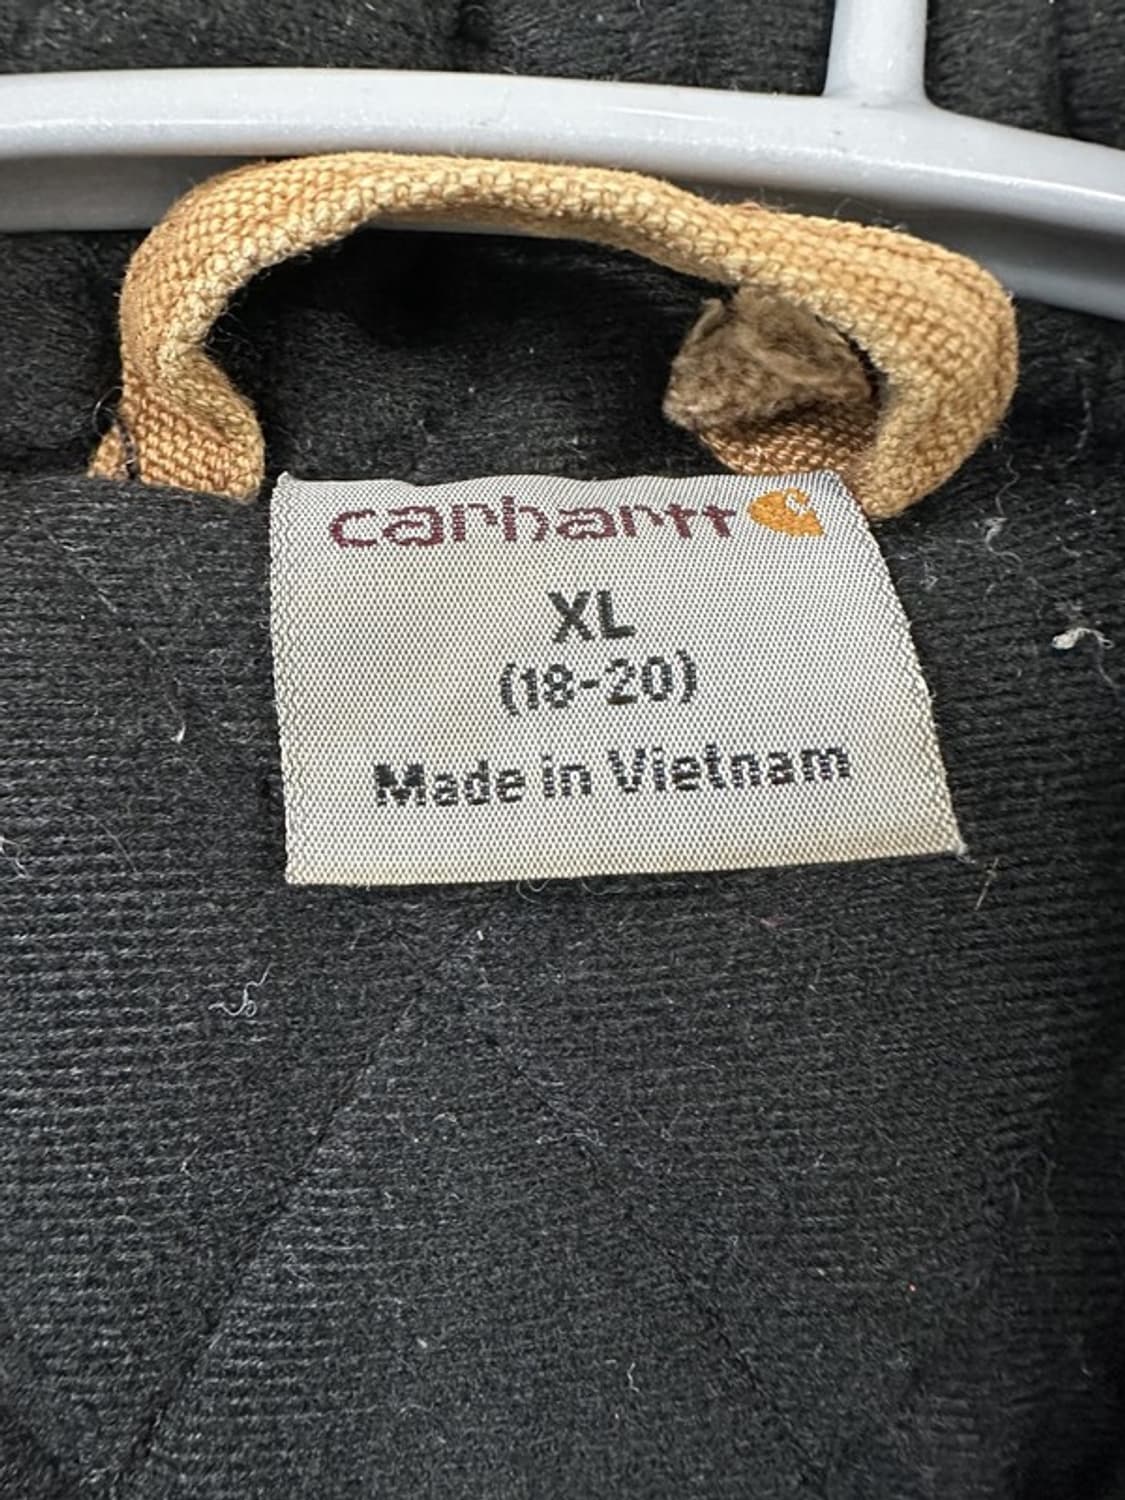 carhartt
XL
(18-20)
Made in Vietnam